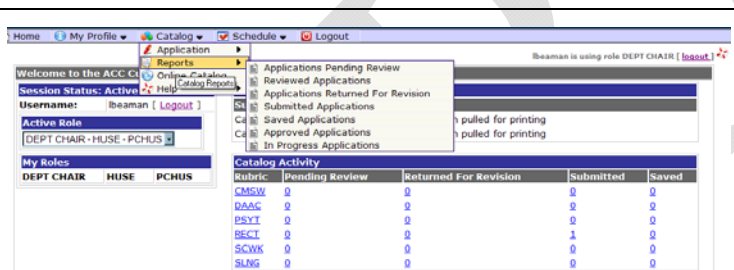 Home My Profile Catalog Schedule Logout
Application
lbeaman is using role DEPT CHAIR [ logout ]
Reports
Applications Pending Review
Welcome to the ACC Cu
Online Catalog
Catalog Reports
Reviewed Applications
Help
Applications Returned For Revision
Session Status: Active
Submitted Applications
Username: lbeaman [ Logout ]
Saved Applications
Active Role
pulled for printing
Approved Applications
DEPT CHAIR - HUSE - PCHUS
pulled for printing
In Progress Applications
My Roles
Catalog Activity
DEPT CHAIR HUSE PCHUS
Rubric Pending Review Returned For Revision Submitted Saved
CMSW 0 0 0 0
DAAC 0 0 0 0
PSYT 0 0 0 0
RECT 0 0 1 0
SCWK 0 0 0 0
SLNG 0 0 0 0